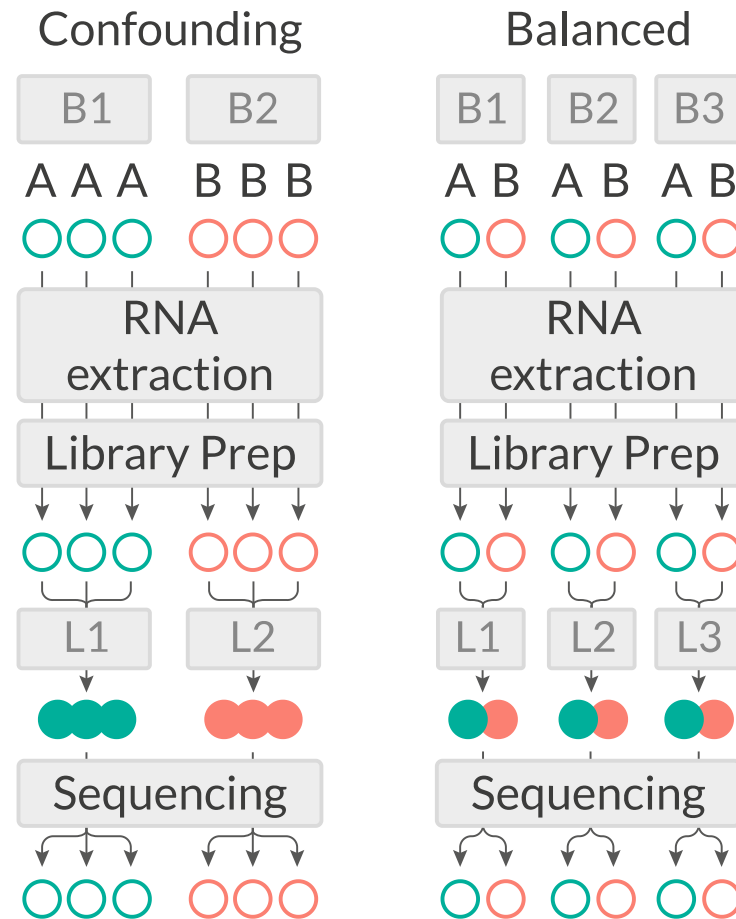 Confounding
B1 B2
A A A B B B
RNA
extraction
Library Prep
L1 L2
Sequencing
Balanced
B1 B2 B3
A B A B A B
RNA
extraction
Library Prep
L1 L2 L3
Sequencing